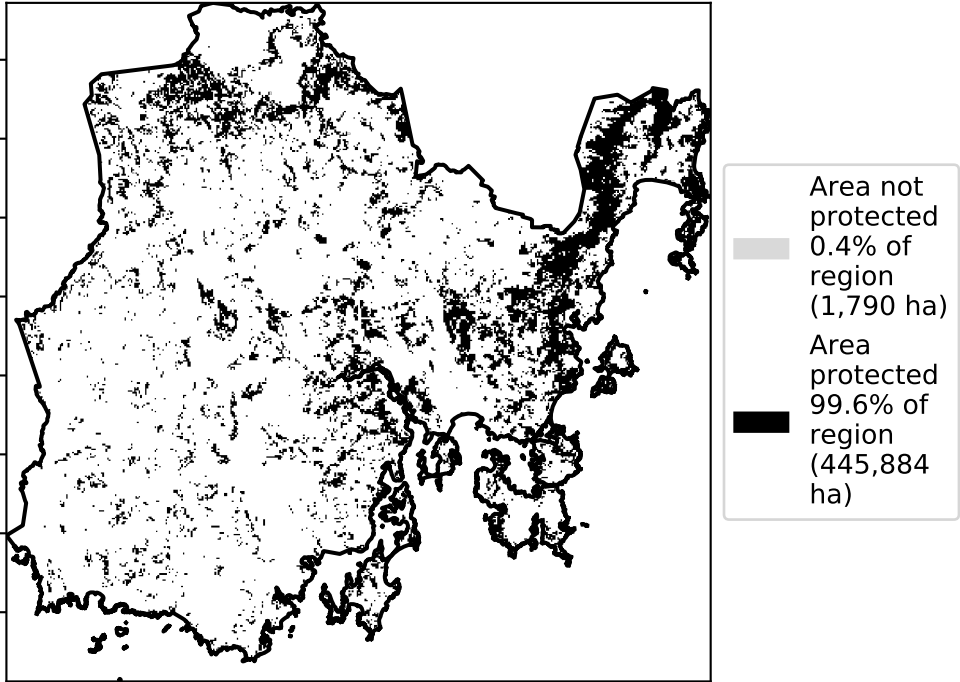 Area not
protected
0.4% of
region
(1,790 ha)
Area
protected
99.6% of
region
(445,884
ha)